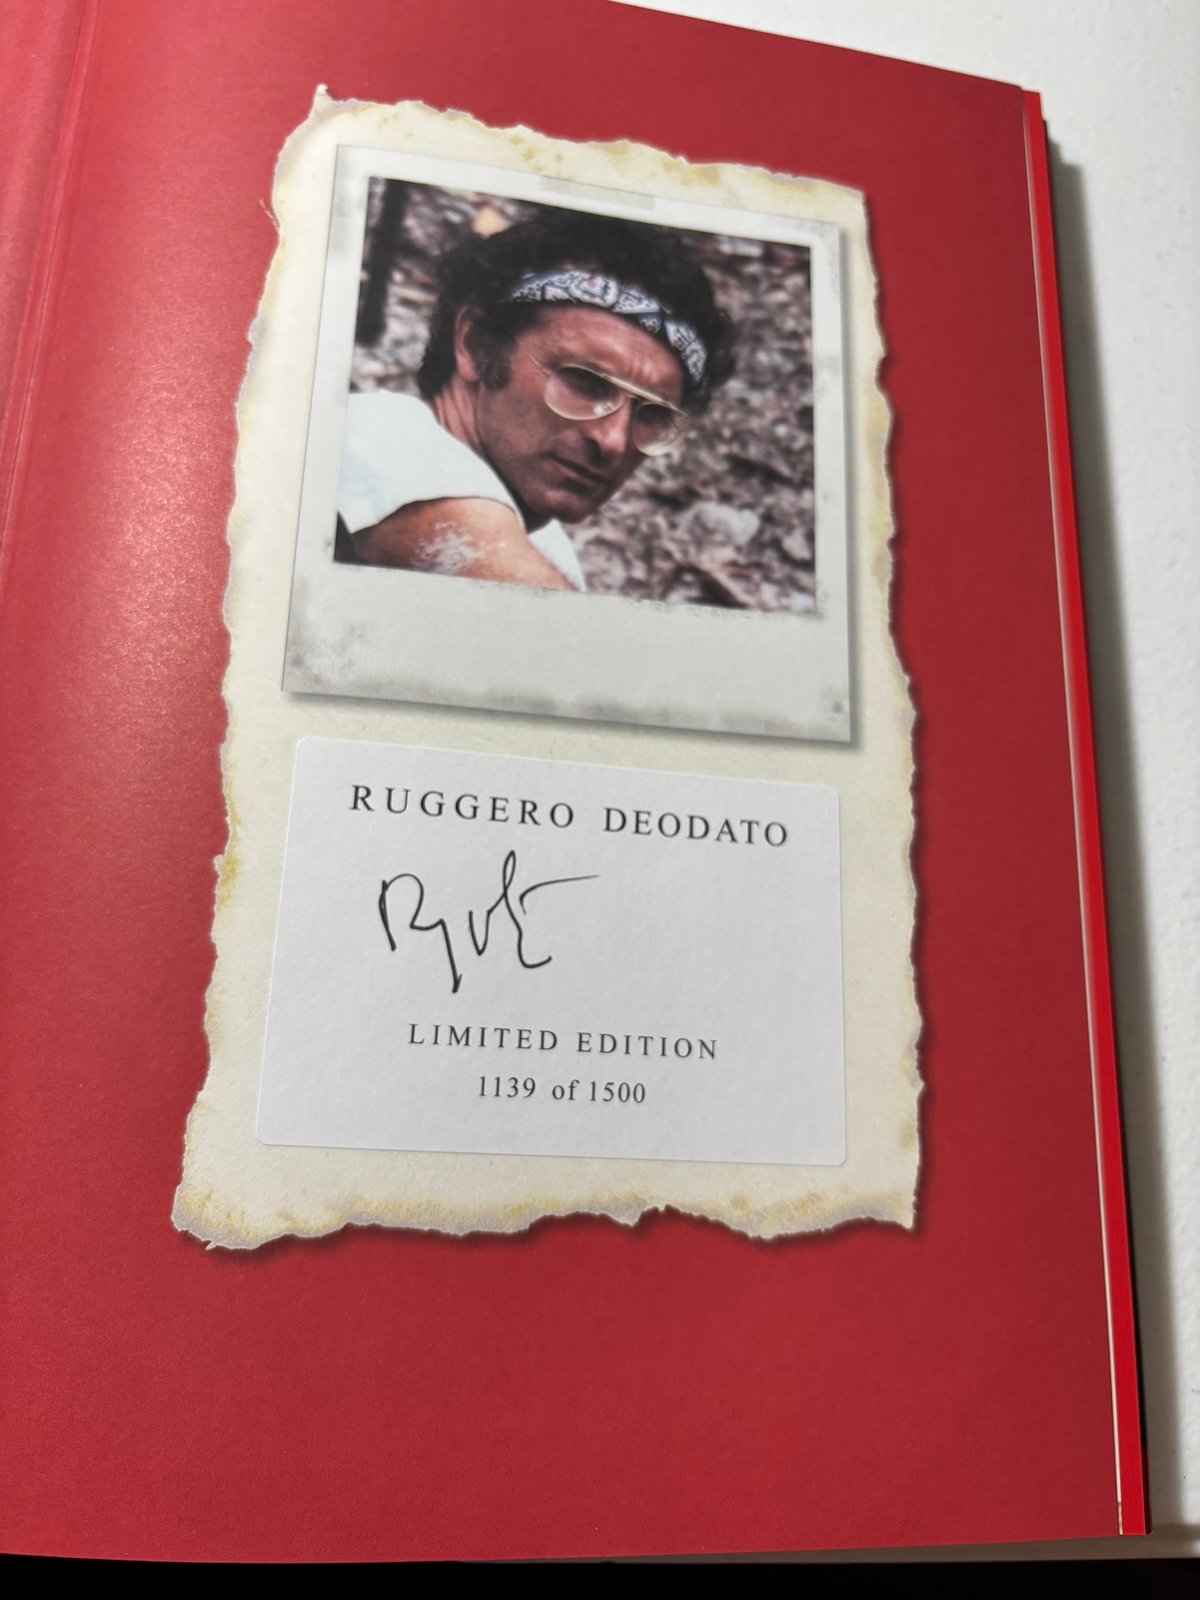 RUGGERO DEODATO
LIMITED EDITION
1139 of 1500